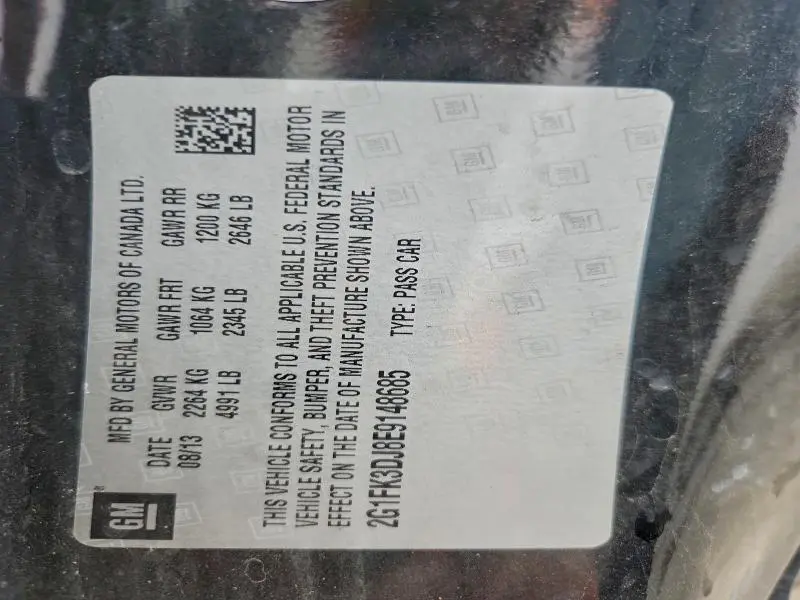 GM
MFD BY GENERAL MOTORS OF CANADA LTD.
DATE GVWR GAWR FRT GAWR RR
08/13 2264 KG 1064 KG 1200 KG
4991 LB 2345 LB 2646 LB
THIS VEHICLE CONFORMS TO ALL APPLICABLE U.S. FEDERAL MOTOR
VEHICLE SAFETY, BUMPER, AND THEFT PREVENTION STANDARDS IN
EFFECT ON THE DATE OF MANUFACTURE SHOWN ABOVE.
2G1FK3DJ8E9148685 TYPE: PASS CAR